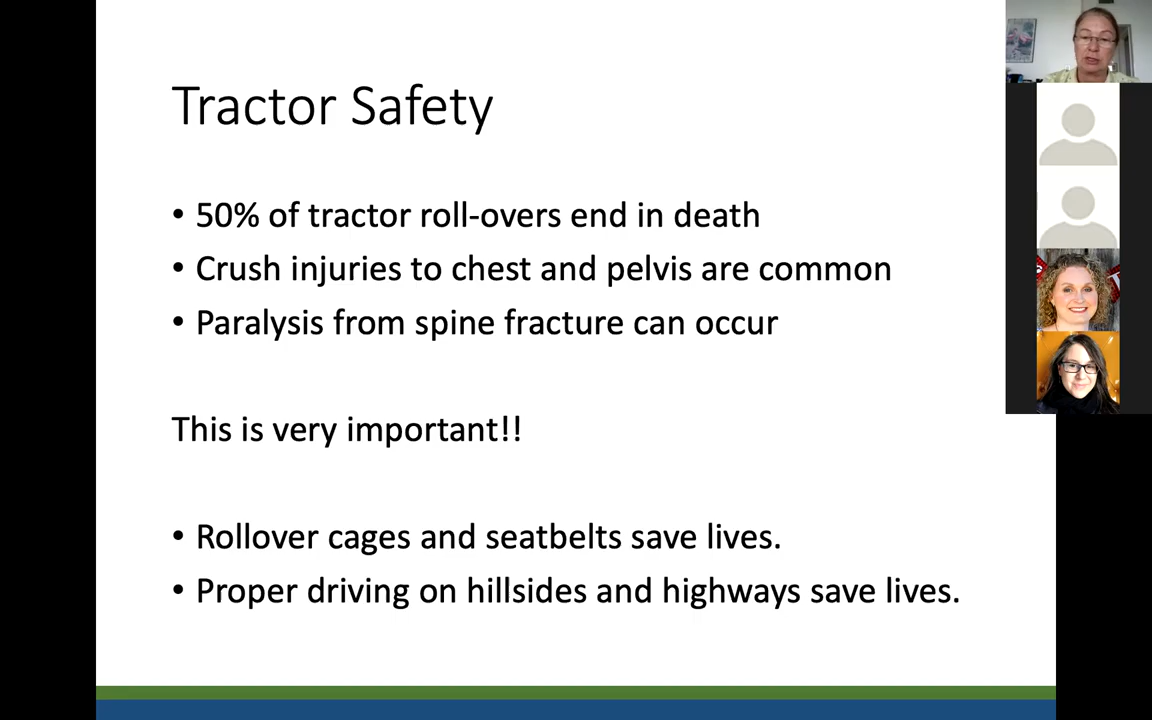 Tractor Safety
• 50% of tractor roll-overs end in death
• Crush injuries to chest and pelvis are common
• Paralysis from spine fracture can occur
This is very important!!
• Rollover cages and seatbelts save lives.
• Proper driving on hillsides and highways save lives.